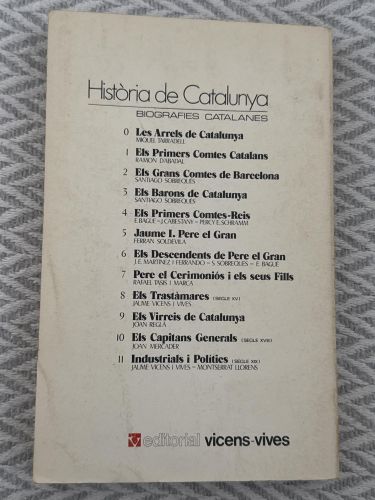 Història de Catalunya
BIOGRAFIES CATALANES
0 Les Arrels de Catalunya
MIQUEL TARRADELL
1 Els Primers Comtes Catalans
RAMON D'ABADAL
2 Els Grans Comtes de Barcelona
SANTIAGO SOBREQUÉS
3 Els Barons de Catalunya
SANTIAGO SOBREQUÉS
4 Els Primers Comtes-Reis
E. BAGUÉ - J. CABESTANY - PERCY E. SCHRAMM
5 Jaume I. Pere el Gran
FERRAN SOLDEVILA
6 Els Descendents de Pere el Gran
J.E. MARTÍNEZ I FERRANDO - S. SOBREQUÉS - E. BAGUÉ
7 Pere el Cerimoniós i els seus Fills
RAFAEL TASIS I MARCA
8 Els Trastàmares (SEGLE XV)
JAUME VICENS I VIVES
9 Els Virreis de Catalunya
JOAN REGLÀ
10 Els Capitans Generals (SEGLE XVIII)
JOAN MERCADER
11 Industrials i Polítics (SEGLE XIX)
JAUME VICENS I VIVES - MONTSERRAT LLORENS
editorial vicens-vives